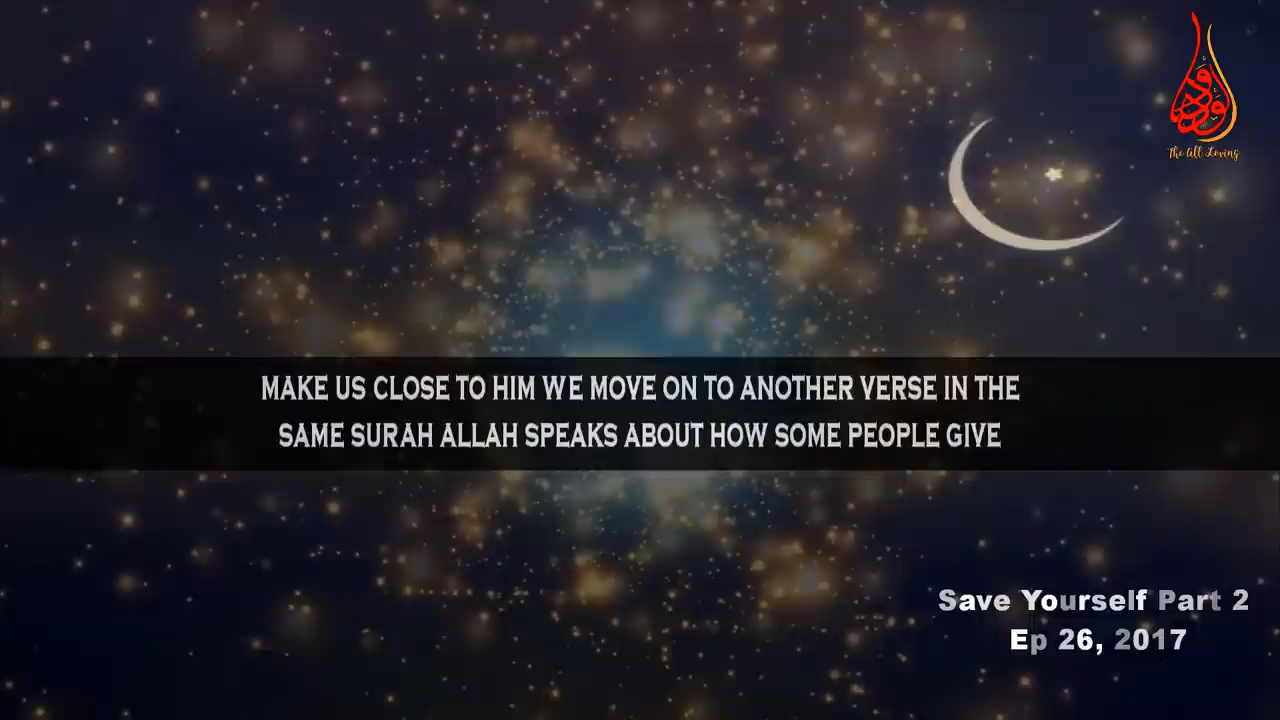 الودود
The All Loving
MAKE US CLOSE TO HIM WE MOVE ON TO ANOTHER VERSE IN THE
SAME SURAH ALLAH SPEAKS ABOUT HOW SOME PEOPLE GIVE
Save Yourself Part 2
Ep 26, 2017